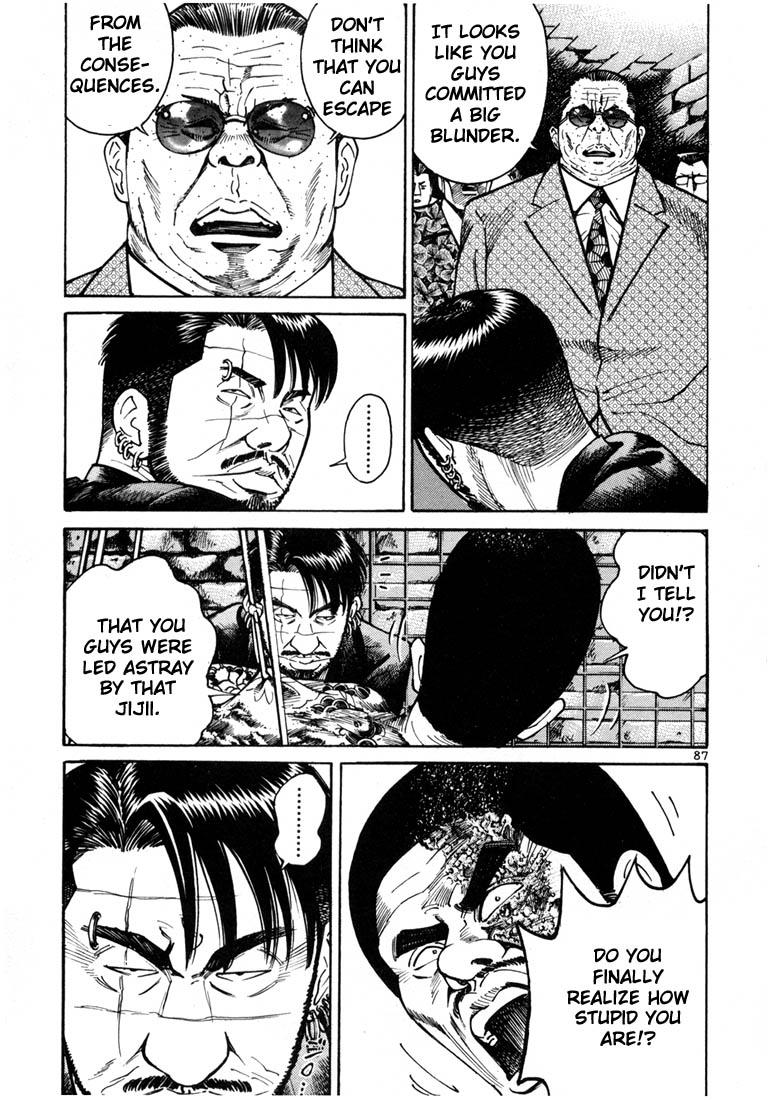 IT LOOKS
LIKE YOU
GUYS
COMMITTED
A BIG
BLUNDER.
DON'T
THINK
THAT YOU
CAN
ESCAPE
FROM
THE
CONSE-
QUENCES.
........
DIDN'T
I TELL
YOU!?
THAT YOU
GUYS WERE
LED ASTRAY
BY THAT
JIJII.
87
DO YOU
FINALLY
REALIZE HOW
STUPID YOU
ARE!?
........